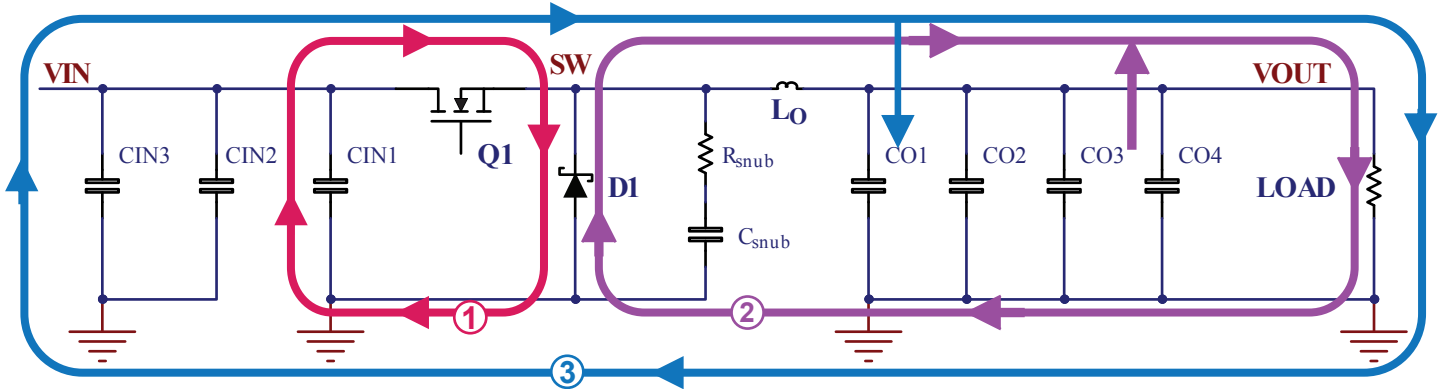 VIN
SW
VOUT
CIN3
CIN2
CIN1
Q1
D1
Rsnub
Csnub
LO
CO1
CO2
CO3
CO4
LOAD
1
2
3